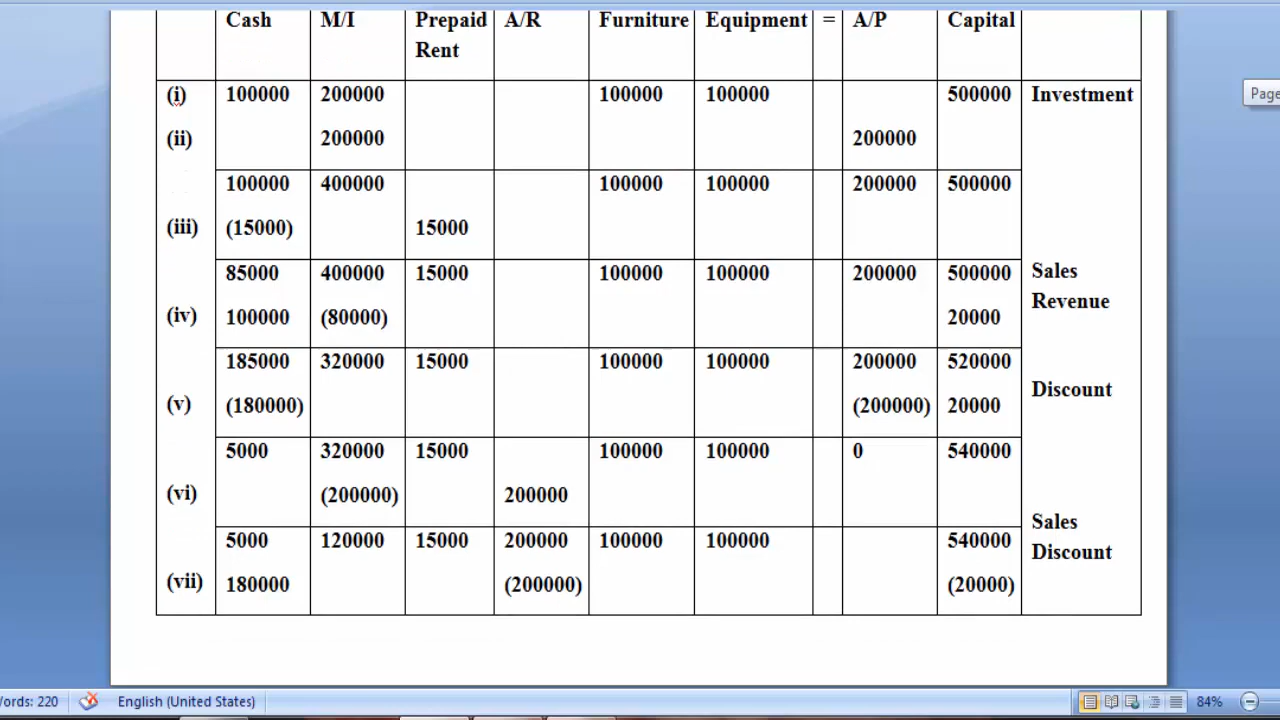 Cash M/I Prepaid A/R Furniture Equipment = A/P Capital
Rent
(i) 100000 200000 100000 100000 500000 Investment
(ii) 200000 200000
100000 400000 100000 100000 200000 500000
(iii) (15000) 15000
85000 400000 15000 100000 100000 200000 500000 Sales
Revenue
(iv) 100000 (80000) 20000
185000 320000 15000 100000 100000 200000 520000
Discount
(v) (180000) (200000) 20000
5000 320000 15000 100000 100000 0 540000
(vi) (200000) 200000
Sales
5000 120000 15000 200000 100000 100000 540000
Discount
(vii) 180000 (200000) (20000)
Page
Words: 220 English (United States) 84%